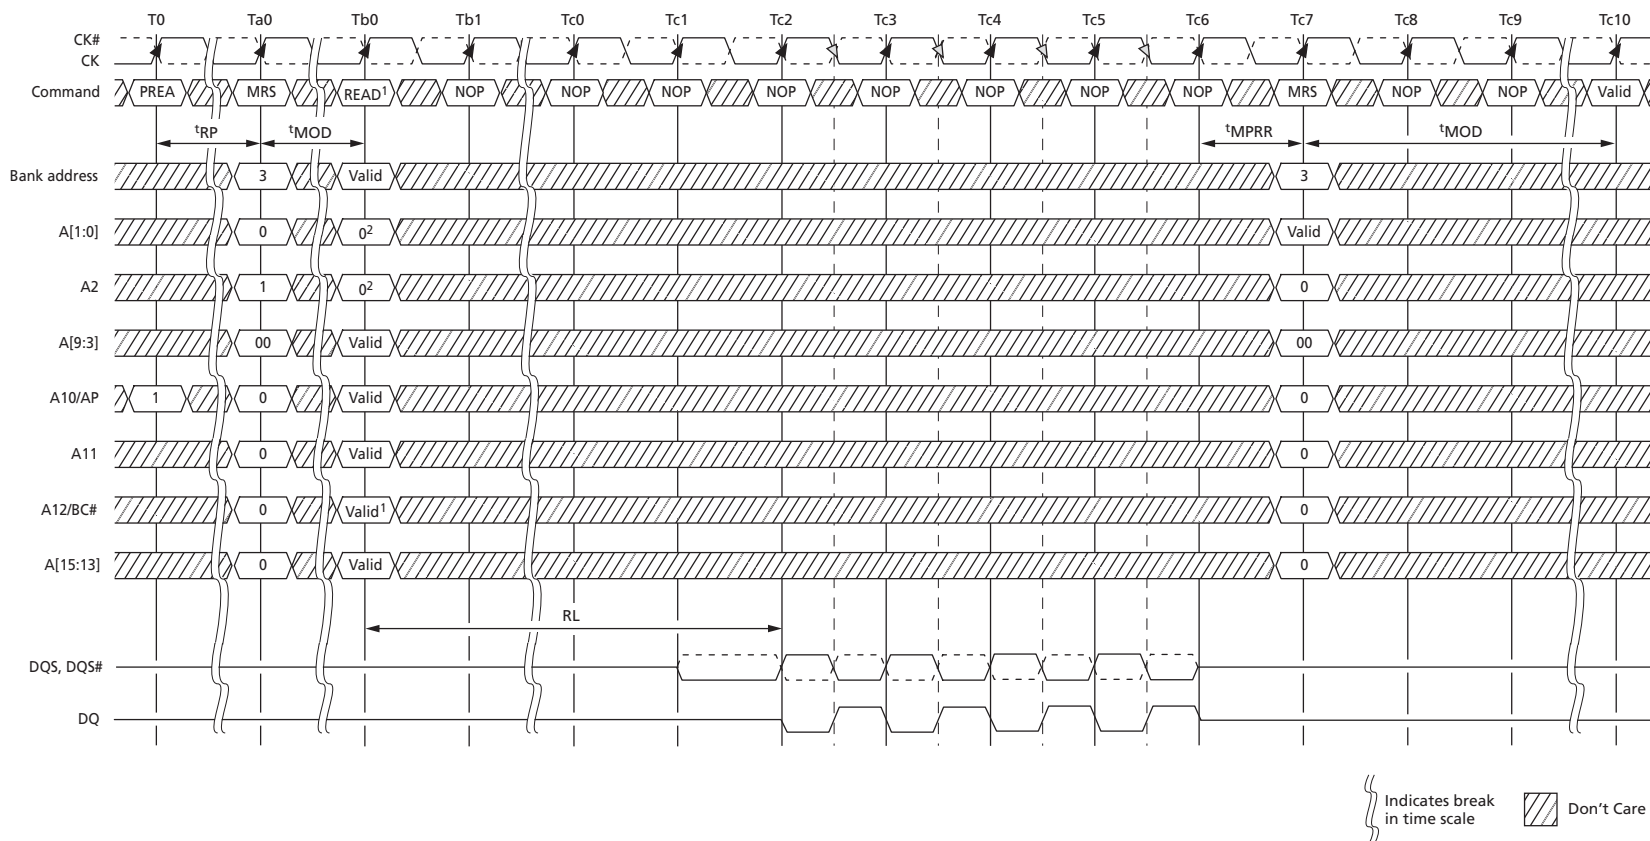 T0 Ta0 Tb0 Tb1 Tc0 Tc1 Tc2 Tc3 Tc4 Tc5 Tc6 Tc7 Tc8 Tc9 Tc10
CK#
CK
Command PREA MRS READ¹ NOP NOP NOP NOP NOP NOP NOP NOP MRS NOP NOP Valid
ᵗRP ᵗMOD ᵗMPRR ᵗMOD
Bank address 3 Valid 3
A[1:0] 0 0² Valid
A2 1 0² 0
A[9:3] 00 Valid 00
A10/AP 1 0 Valid 0
A11 0 Valid 0
A12/BC# 0 Valid¹ 0
A[15:13] 0 Valid 0
RL
DQS, DQS#
DQ
Indicates break
in time scale
Don't Care